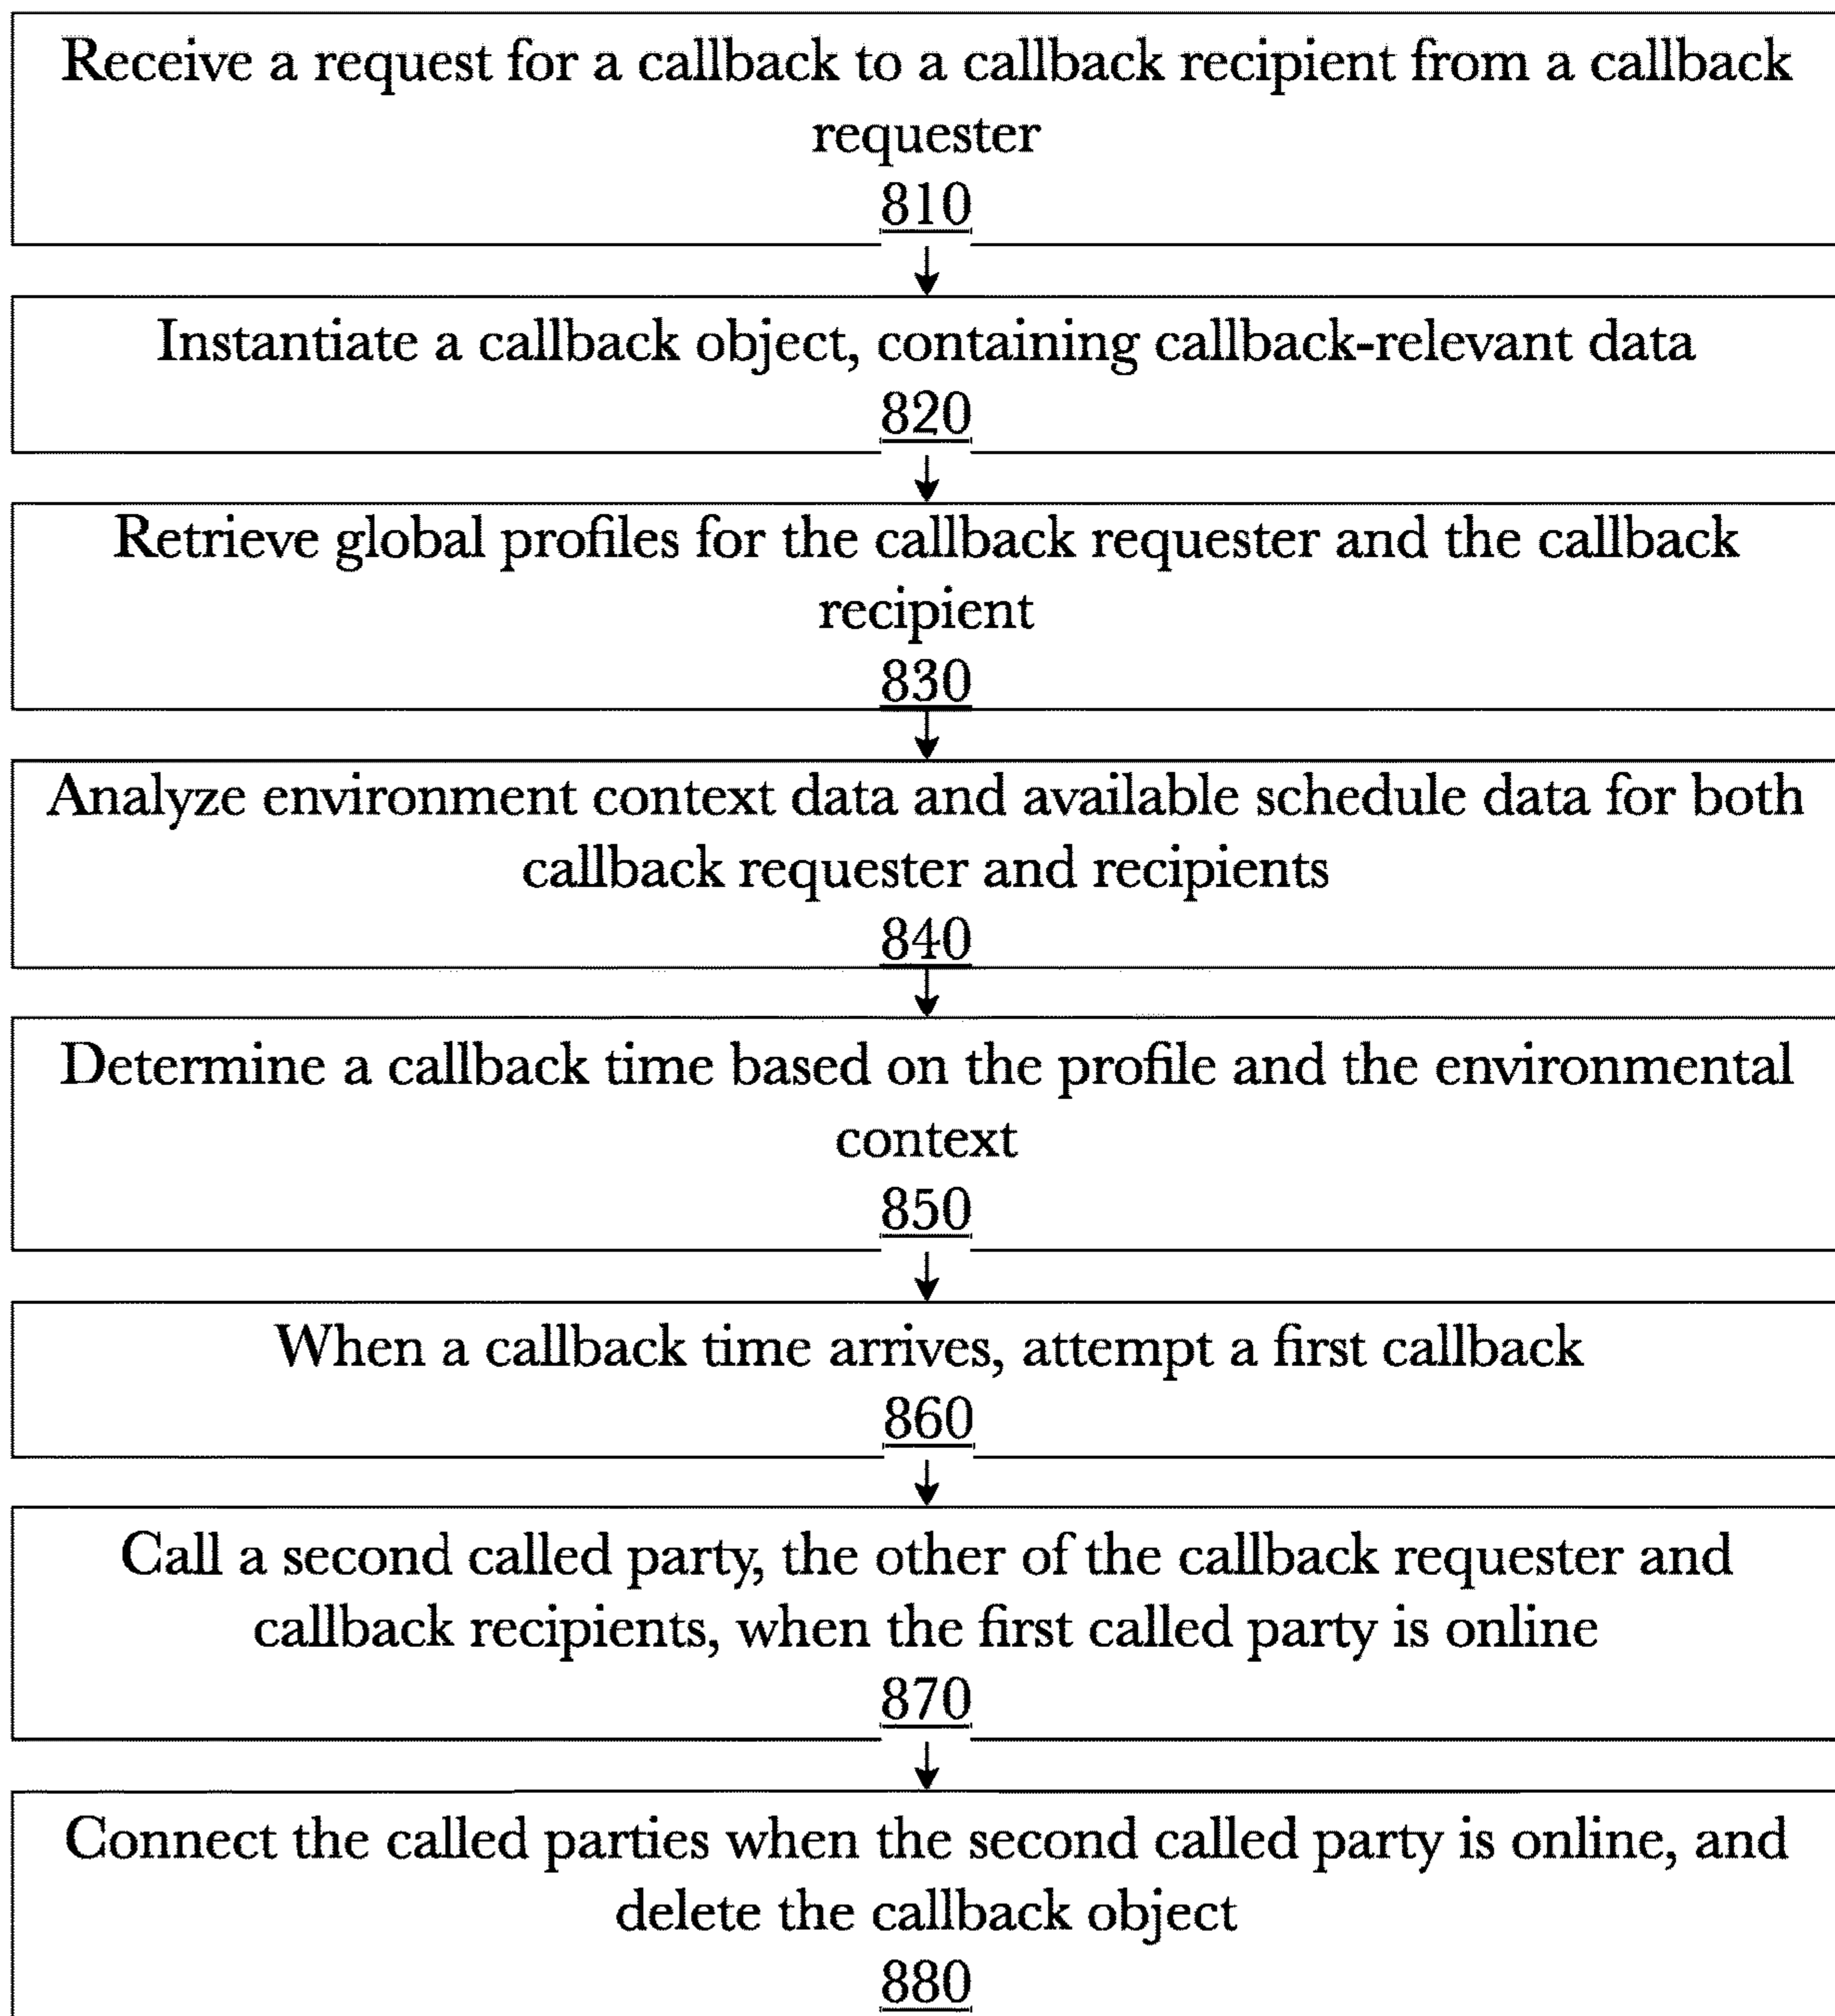 Receive a request for a callback to a callback recipient from a callback
requester
810
Instantiate a callback object, containing callback-relevant data
820
Retrieve global profiles for the callback requester and the callback
recipient
830
Analyze environment context data and available schedule data for both
callback requester and recipients
840
Determine a callback time based on the profile and the environmental
context
850
When a callback time arrives, attempt a first callback
860
Call a second called party, the other of the callback requester and
callback recipients, when the first called party is online
870
Connect the called parties when the second called party is online, and
delete the callback object
880